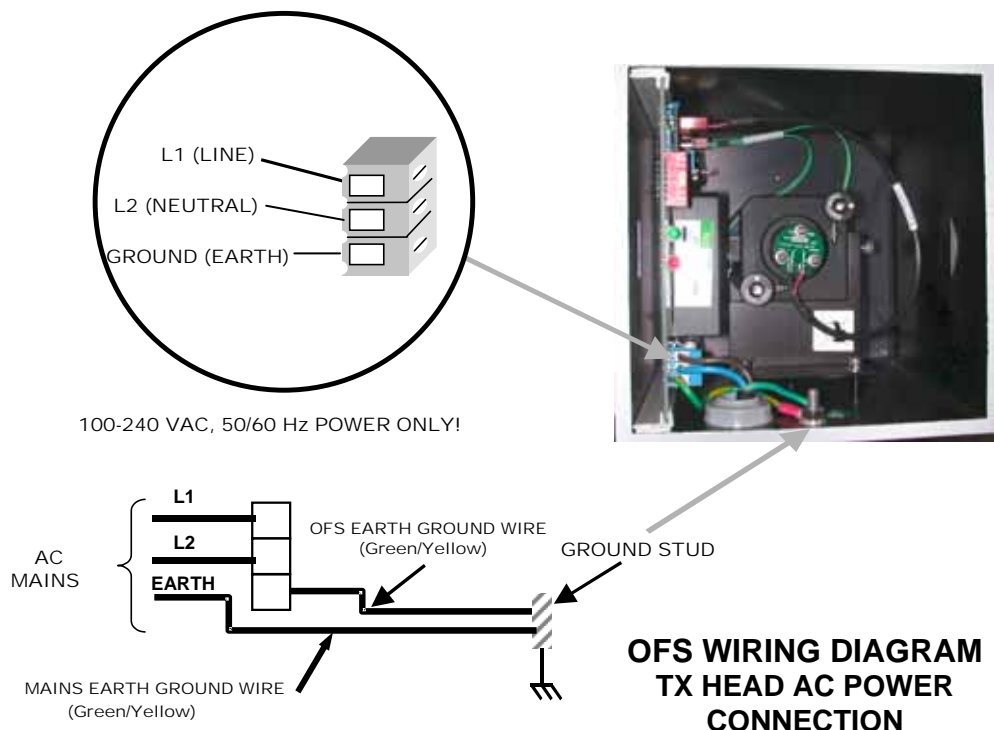 L1 (LINE)
L2 (NEUTRAL)
GROUND (EARTH)
100-240 VAC, 50/60 Hz POWER ONLY!
AC
MAINS
L1
L2
EARTH
OFS EARTH GROUND WIRE
(Green/Yellow)
GROUND STUD
MAINS EARTH GROUND WIRE
(Green/Yellow)
OFS WIRING DIAGRAM
TX HEAD AC POWER
CONNECTION